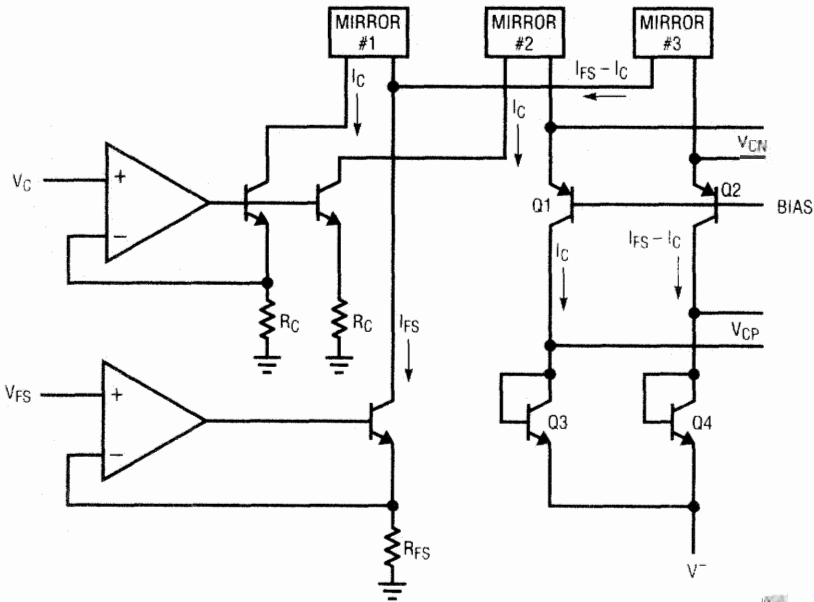 MIRROR
#1
MIRROR
#2
MIRROR
#3
I_C
I_FS – I_C
I_C
V_CN
V_C
+
–
Q1
Q2
BIAS
I_C
I_FS – I_C
R_C
R_C
I_FS
V_CP
V_FS
+
–
Q3
Q4
R_FS
V⁻